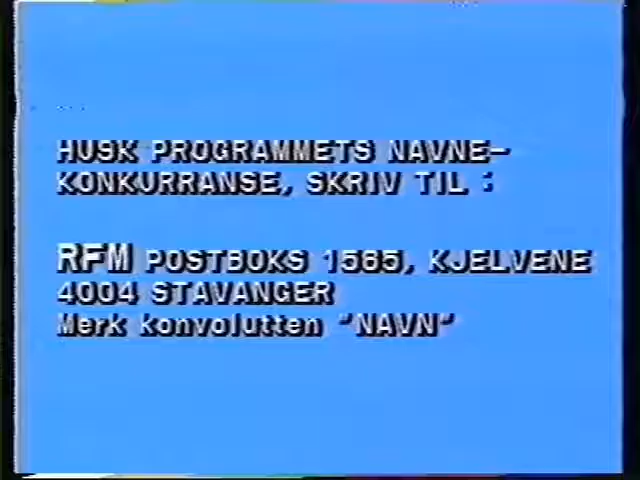 HUSK PROGRAMMETS NAVNE-
KONKURRANSE, SKRIV TIL :
RFM POSTBOKS 1585, KJELVENE
4004 STAVANGER
Merk konvolutten "NAVN"